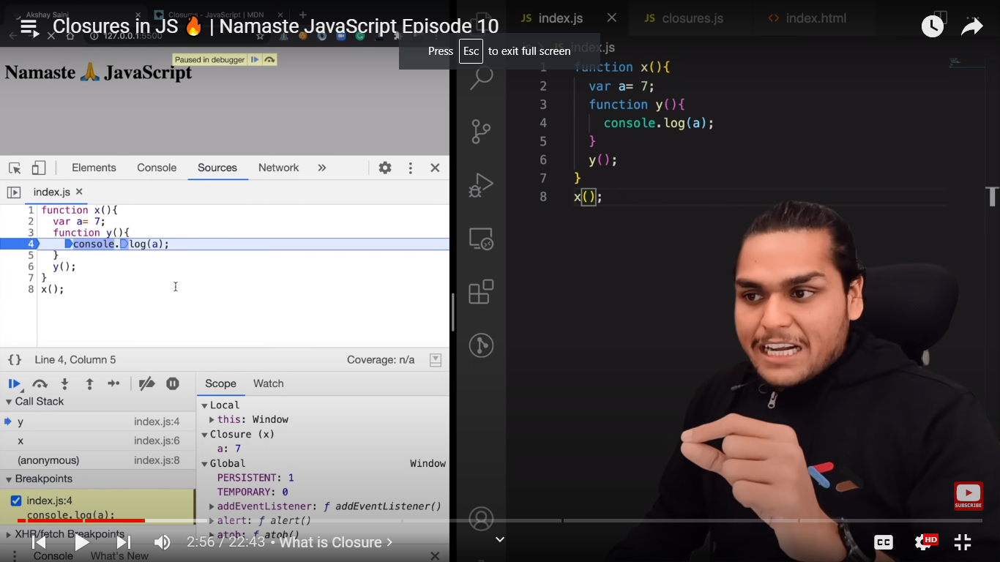 Akshay Saini
Closures - JavaScript | MDN
127.0.0.1:5500
Closures in JS 🔥 | Namaste JavaScript Episode 10
Press Esc to exit full screen
Paused in debugger
Namaste 🙏 JavaScript
Elements Console Sources Network »
index.js ×
1 function x(){
2 var a= 7;
3 function y(){
4 console.log(a);
5 }
6 y();
7 }
8 x();
{} Line 4, Column 5 Coverage: n/a
Call Stack
y index.js:4
x index.js:6
(anonymous) index.js:8
Breakpoints
index.js:4
console.log(a);
XHR/fetch Breakpoints
Scope Watch
Local
this: Window
Closure (x)
a: 7
Global Window
PERSISTENT: 1
TEMPORARY: 0
addEventListener: ƒ addEventListener()
alert: ƒ alert()
atob: ƒ atob()
Console What's New
JS index.js JS closures.js <> index.html
JS index.js
1 function x(){
2 var a= 7;
3 function y(){
4 console.log(a);
5 }
6 y();
7 }
8 x();
T
SUBSCRIBE
2:56 / 22:43 • What is Closure >
CC
HD